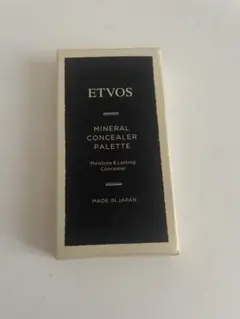 ETVOS
MINERAL
CONCEALER
PALETTE
Moisture & Lasting
Concealer
MADE IN JAPAN